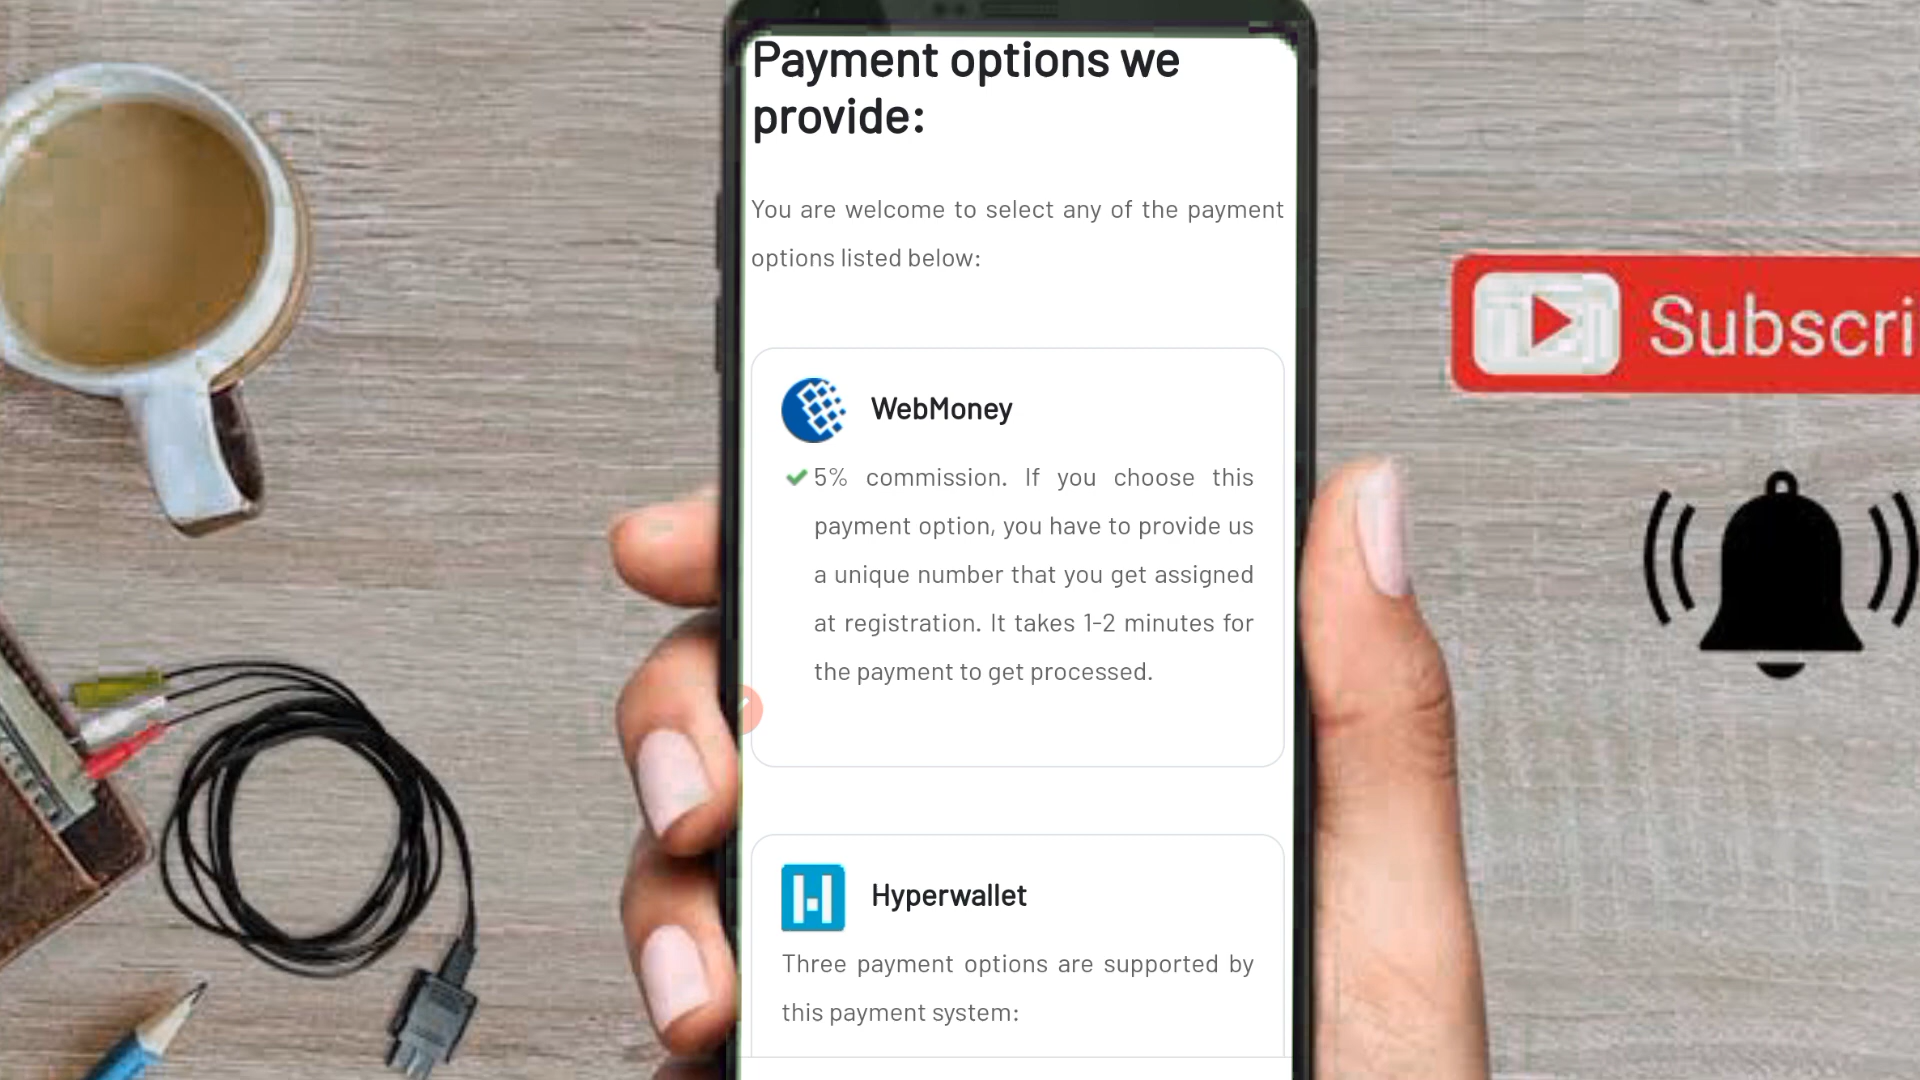 Payment options we
provide:
You are welcome to select any of the payment
options listed below:
WebMoney
5% commission. If you choose this
payment option, you have to provide us
a unique number that you get assigned
at registration. It takes 1-2 minutes for
the payment to get processed.
Hyperwallet
Three payment options are supported by
this payment system:
Subscri